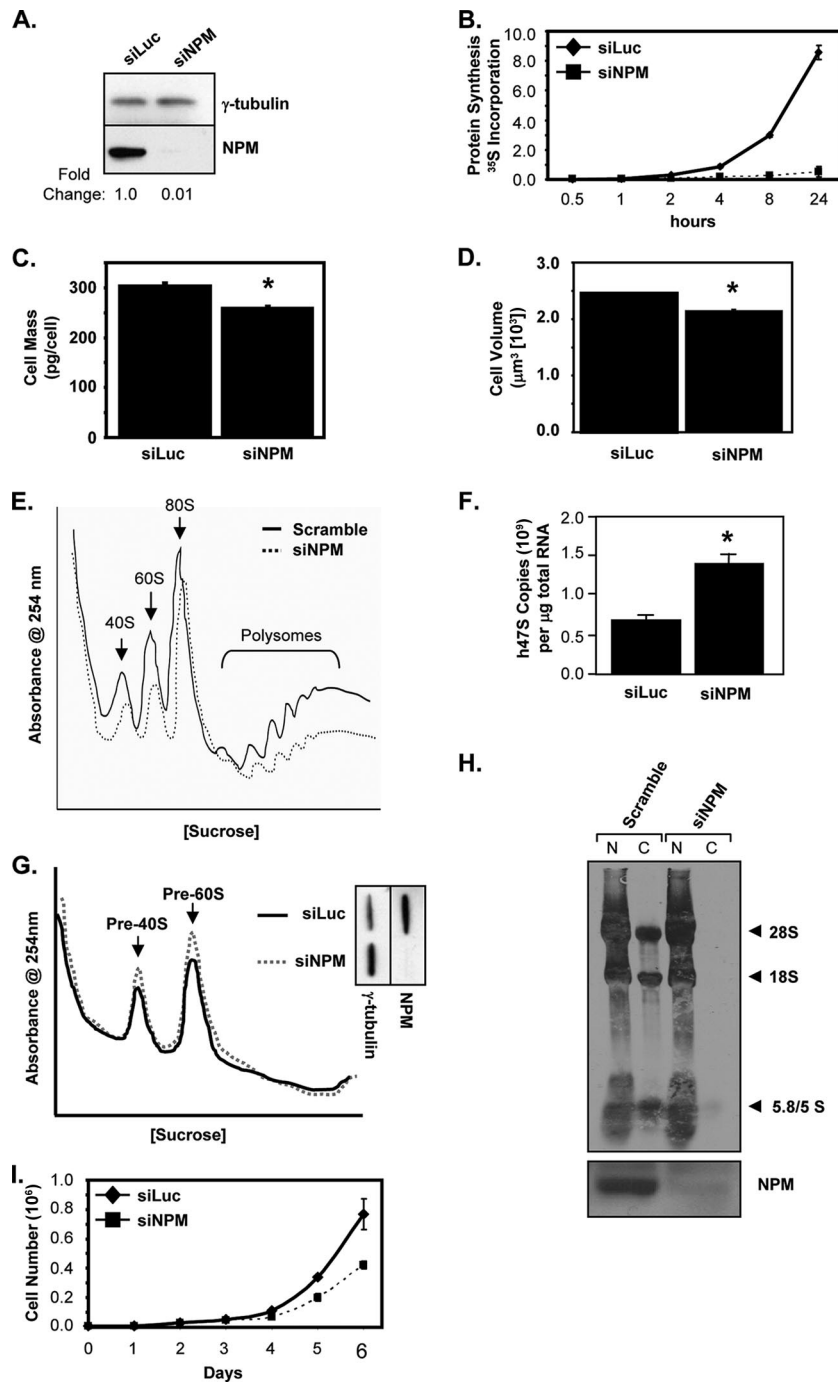 A.
siLuc siNPM
γ-tubulin
NPM
Fold
Change: 1.0 0.01
B.
Protein Synthesis
35S Incorporation
10.0
8.0
6.0
4.0
2.0
0.0
siLuc
siNPM
0.5 1 2 4 8 24
hours
C.
Cell Mass
(pg/cell)
300
200
100
0
*
siLuc siNPM
D.
Cell Volume
(µm³ [10³])
3.0
2.0
1.0
0.0
*
siLuc siNPM
E.
Absorbance @ 254 nm
40S
60S
80S
Scramble
siNPM
Polysomes
[Sucrose]
F.
h47S Copies (10⁹)
per µg total RNA
2.0
1.5
1.0
0.5
0.0
*
siLuc siNPM
G.
Absorbance @ 254nm
Pre-40S
Pre-60S
siLuc
siNPM
γ-tubulin
NPM
[Sucrose]
H.
Scramble siNPM
N C N C
28S
18S
5.8/5 S
NPM
I.
Cell Number (10⁶)
1.0
0.8
0.6
0.4
0.2
0.0
siLuc
siNPM
0 1 2 3 4 5 6
Days